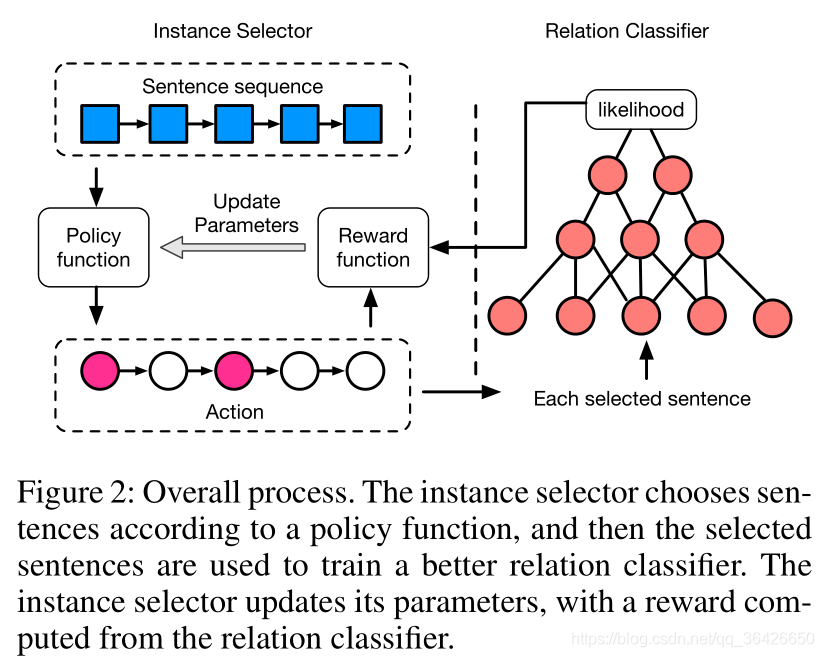 Instance Selector
Relation Classifier
Sentence sequence
likelihood
Update
Parameters
Policy
function
Reward
function
Action
Each selected sentence
Figure 2: Overall process. The instance selector chooses sen-
tences according to a policy function, and then the selected
sentences are used to train a better relation classifier. The
instance selector updates its parameters, with a reward com-
puted from the relation classifier.
https://blog.csdn.net/qq_36426650